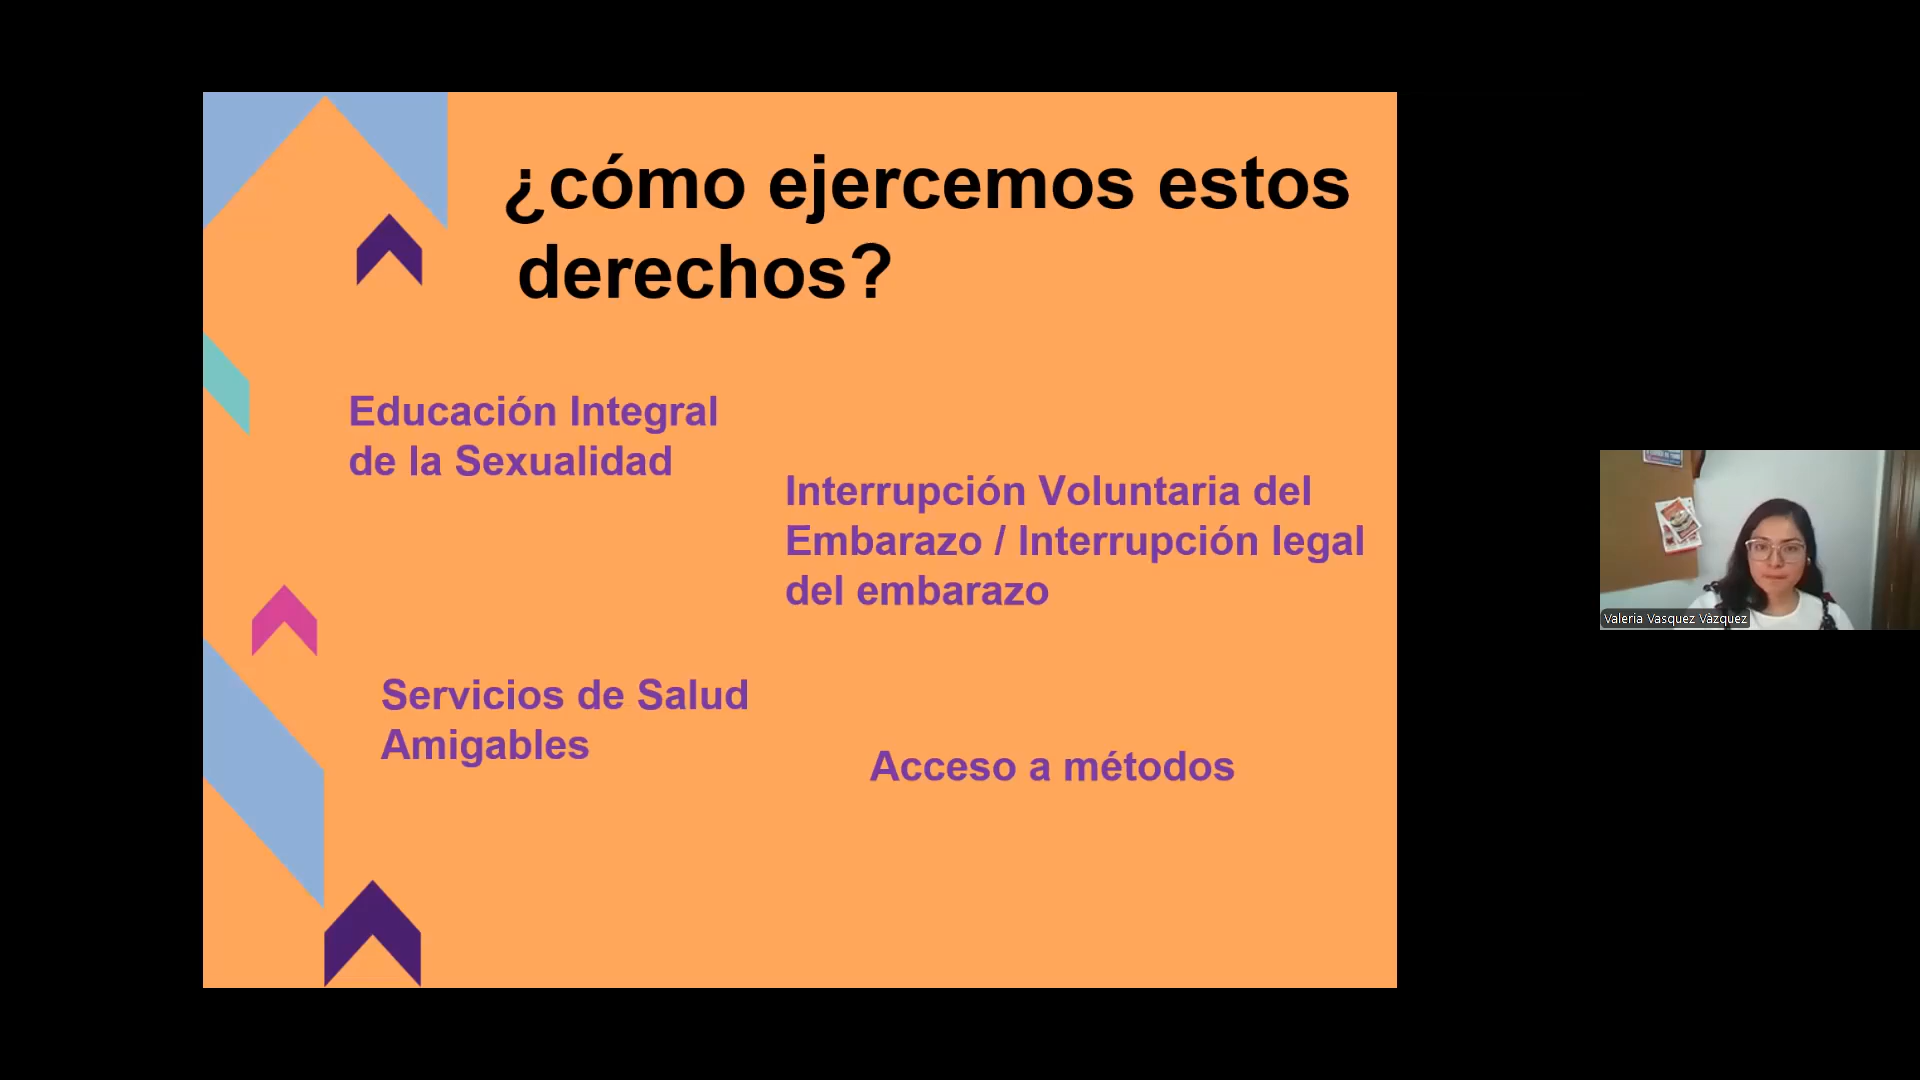 ¿cómo ejercemos estos
derechos?
Educación Integral
de la Sexualidad
Interrupción Voluntaria del
Embarazo / Interrupción legal
del embarazo
Servicios de Salud
Amigables
Acceso a métodos
Valeria Vasquez Vàzquez